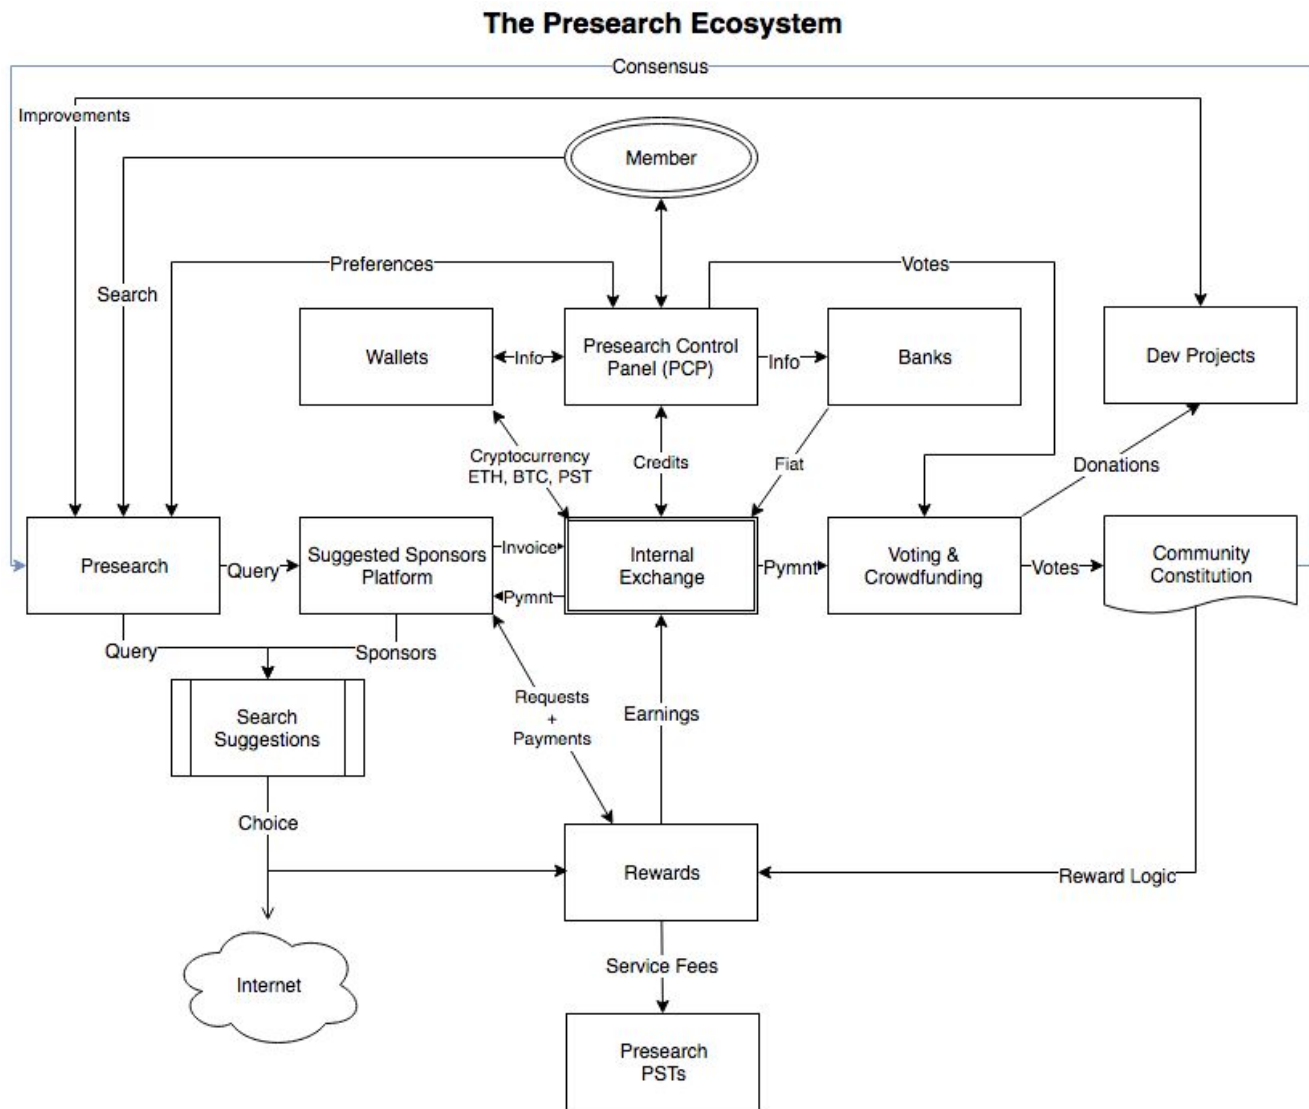 The Presearch Ecosystem
Consensus
Improvements
Member
Preferences
Votes
Search
Wallets
Info
Presearch Control
Panel (PCP)
Info
Banks
Dev Projects
Cryptocurrency
ETH, BTC, PST
Credits
Fiat
Donations
Presearch
Query
Suggested Sponsors
Platform
Invoice
Pymnt
Internal
Exchange
Pymnt
Voting &
Crowdfunding
Votes
Community
Constitution
Query
Sponsors
Search
Suggestions
Requests
+
Payments
Earnings
Choice
Rewards
Reward Logic
Internet
Service Fees
Presearch
PSTs